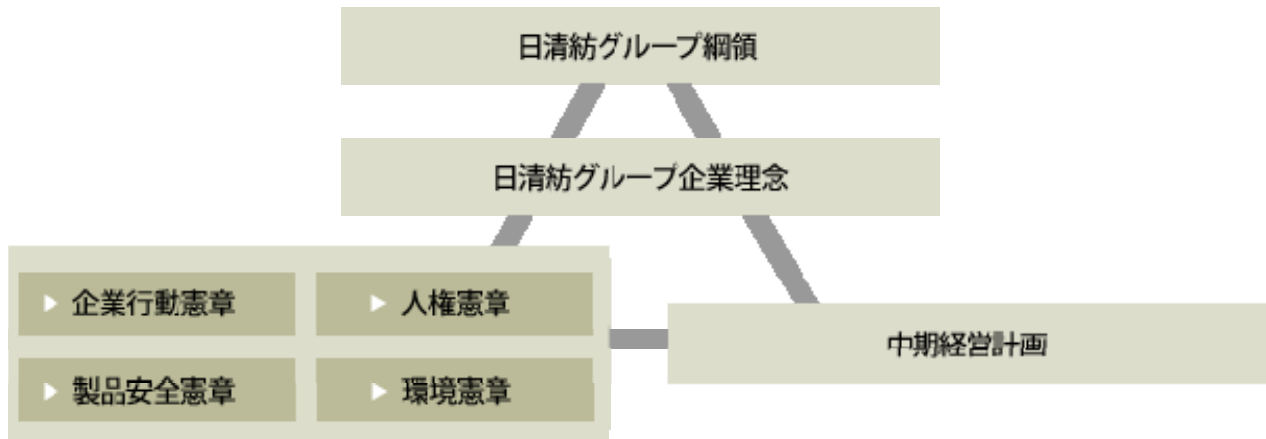 日清紡グループ綱領
日清紡グループ企業理念
企業行動憲章
人権憲章
製品安全憲章
環境憲章
中期経営計画